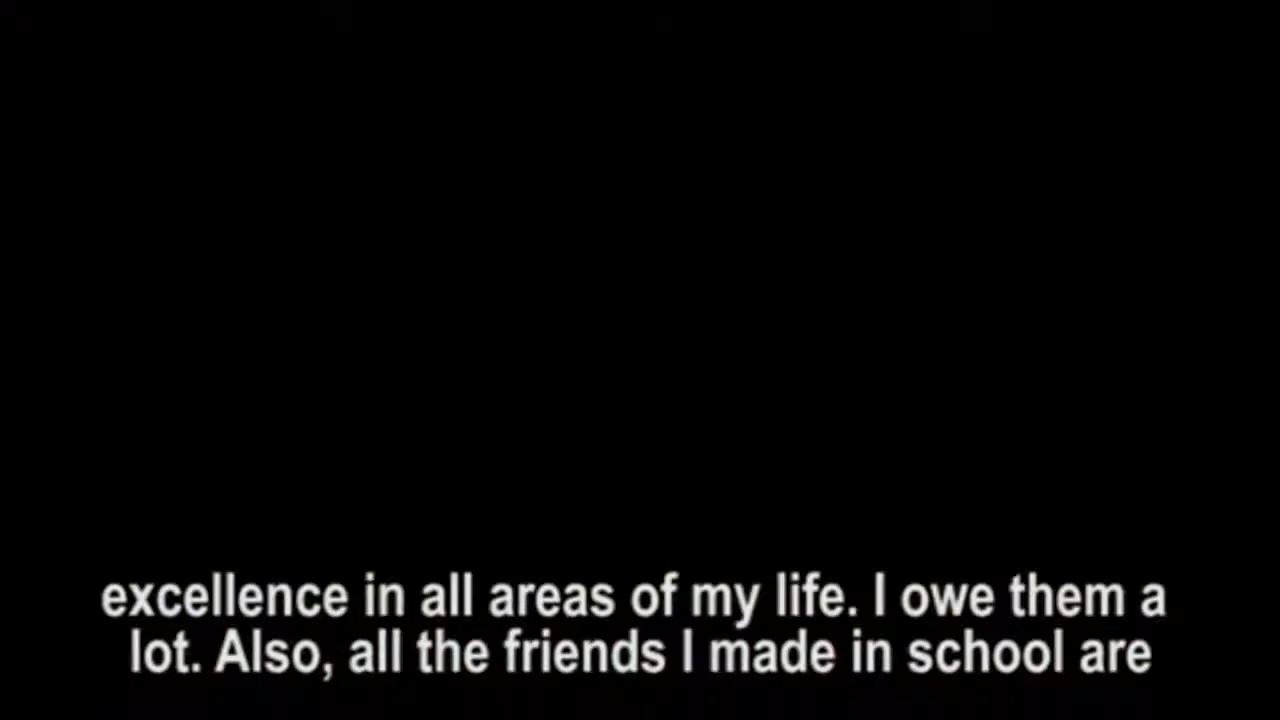 excellence in all areas of my life. I owe them a
lot. Also, all the friends I made in school are